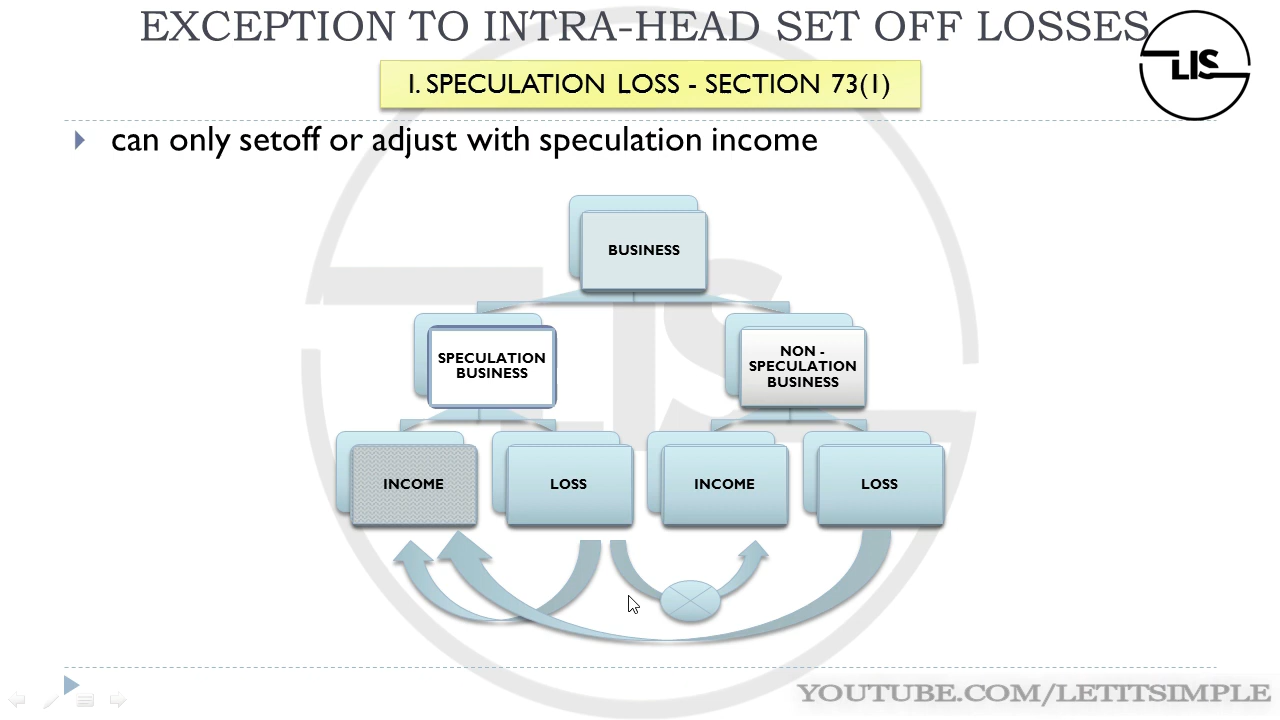 EXCEPTION TO INTRA-HEAD SET OFF LOSSES
LIS
I. SPECULATION LOSS - SECTION 73(1)
can only setoff or adjust with speculation income
BUSINESS
SPECULATION
BUSINESS
NON -
SPECULATION
BUSINESS
INCOME
LOSS
INCOME
LOSS
LIS
YOUTUBE.COM/LETITSIMPLE